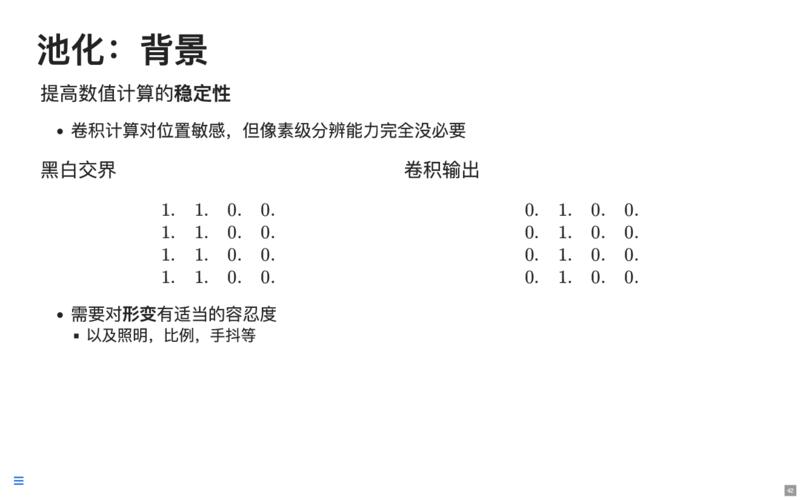 池化：背景
提高数值计算的稳定性
• 卷积计算对位置敏感，但像素级分辨能力完全没必要
黑白交界
1. 1. 0. 0.
1. 1. 0. 0.
1. 1. 0. 0.
1. 1. 0. 0.
卷积输出
0. 1. 0. 0.
0. 1. 0. 0.
0. 1. 0. 0.
0. 1. 0. 0.
• 需要对形变有适当的容忍度
▪ 以及照明，比例，手抖等
42